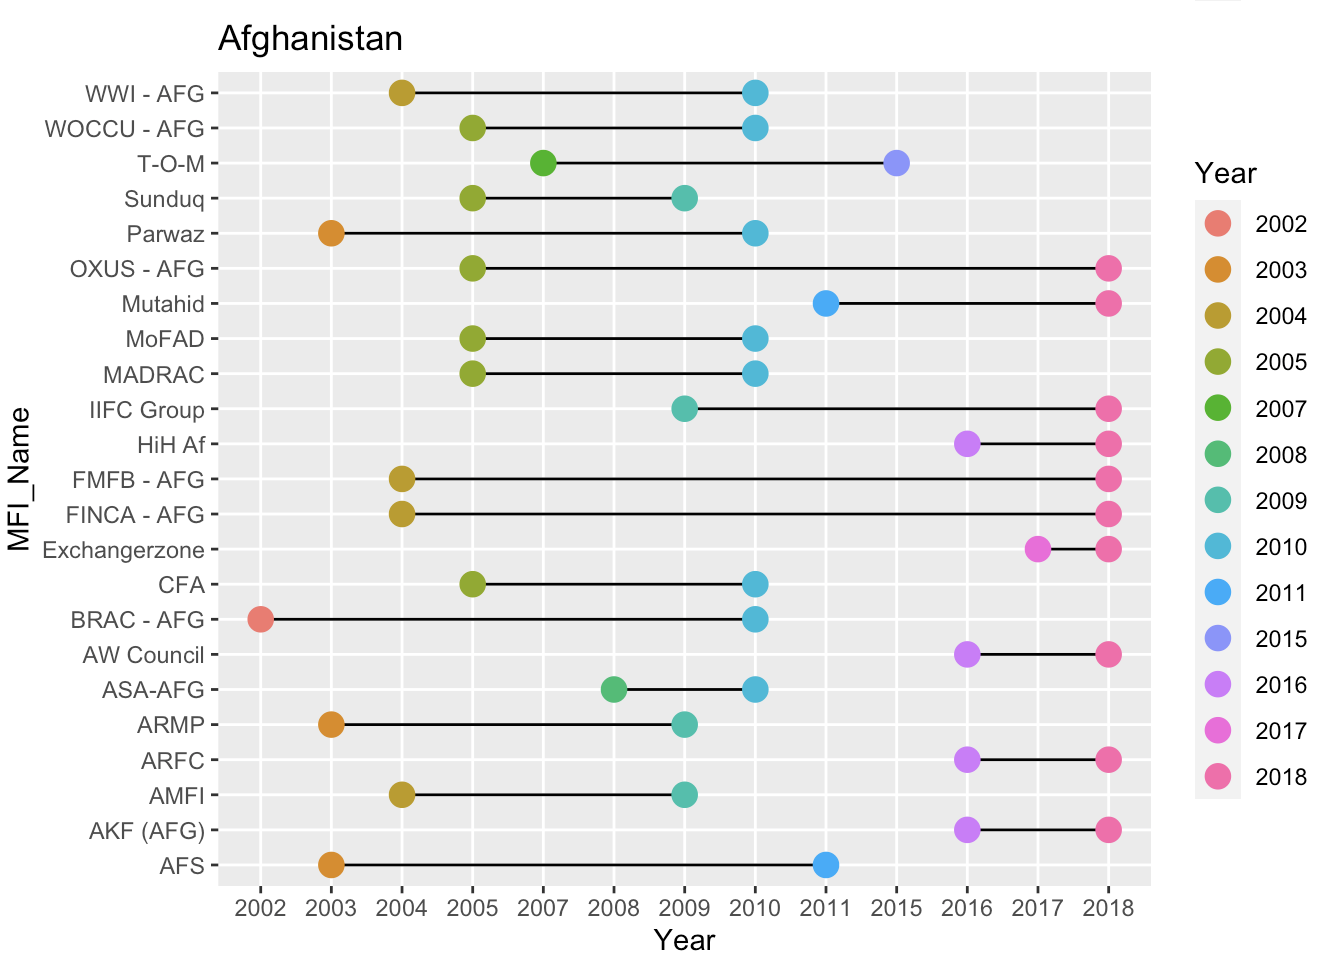 Afghanistan
WWI - AFG
WOCCU - AFG
T-O-M
Sunduq
Parwaz
OXUS - AFG
Mutahid
MoFAD
MADRAC
IIFC Group
HiH Af
FMFB - AFG
FINCA - AFG
Exchangerzone
CFA
BRAC - AFG
AW Council
ASA-AFG
ARMP
ARFC
AMFI
AKF (AFG)
AFS
MFI_Name
2002 2003 2004 2005 2007 2008 2009 2010 2011 2015 2016 2017 2018
Year
Year
2002
2003
2004
2005
2007
2008
2009
2010
2011
2015
2016
2017
2018